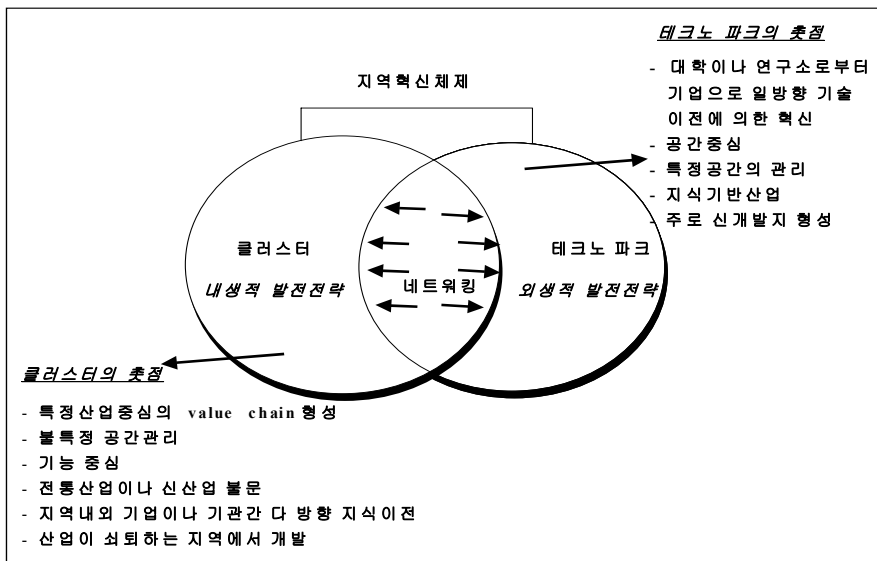 테크노 파크의 촛점
- 대학이나 연구소로부터
기업으로 일방향 기술
이전에 의한 혁신
- 공간중심
- 특정공간의 관리
- 지식기반산업
- 주로 신개발지 형성
지역혁신체제
클러스터
내생적 발전전략
네트워킹
테크노 파크
외생적 발전전략
클러스터의 촛점
- 특정산업중심의 value chain 형성
- 불특정 공간관리
- 기능 중심
- 전통산업이나 신산업 불문
- 지역내외 기업이나 기관간 다 방향 지식이전
- 산업이 쇠퇴하는 지역에서 개발